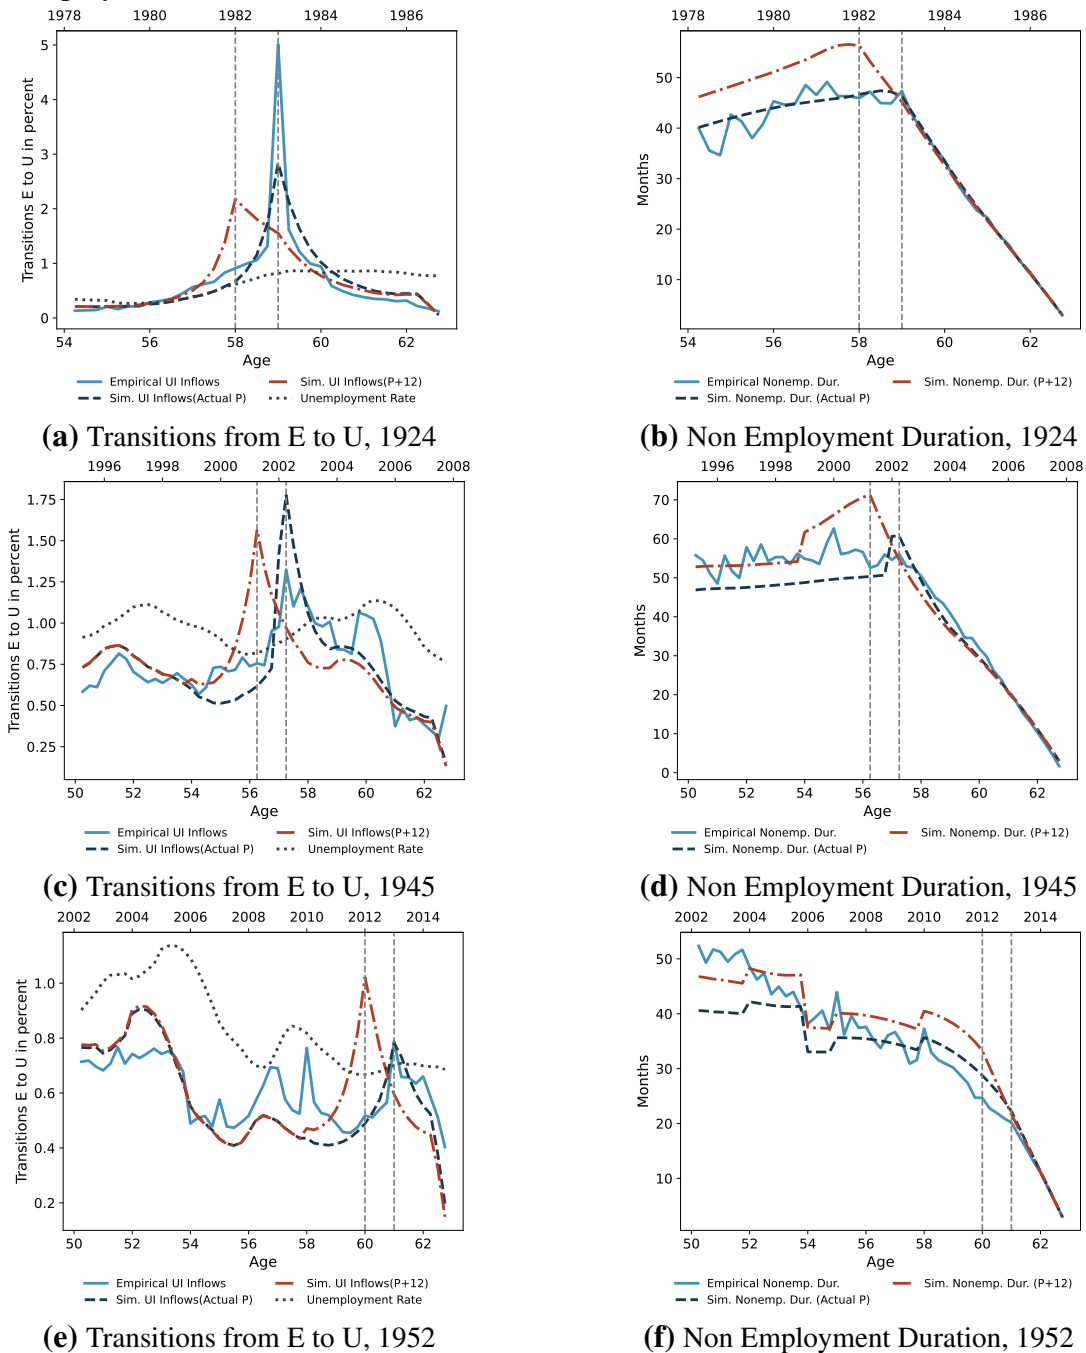 1978 1980 1982 1984 1986
5
4
3
2
1
0
Transitions E to U in percent
54 56 58 60 62
Age
Empirical UI Inflows
Sim. UI Inflows(P+12)
Sim. UI Inflows(Actual P)
Unemployment Rate
(a) Transitions from E to U, 1924
1978 1980 1982 1984 1986
50
40
30
20
10
Months
54 56 58 60 62
Age
Empirical Nonemp. Dur.
Sim. Nonemp. Dur. (P+12)
Sim. Nonemp. Dur. (Actual P)
(b) Non Employment Duration, 1924
1996 1998 2000 2002 2004 2006 2008
1.75
1.50
1.25
1.00
0.75
0.50
0.25
Transitions E to U in percent
50 52 54 56 58 60 62
Age
Empirical UI Inflows
Sim. UI Inflows(P+12)
Sim. UI Inflows(Actual P)
Unemployment Rate
(c) Transitions from E to U, 1945
1996 1998 2000 2002 2004 2006 2008
70
60
50
40
30
20
10
0
Months
50 52 54 56 58 60 62
Age
Empirical Nonemp. Dur.
Sim. Nonemp. Dur. (P+12)
Sim. Nonemp. Dur. (Actual P)
(d) Non Employment Duration, 1945
2002 2004 2006 2008 2010 2012 2014
1.0
0.8
0.6
0.4
0.2
Transitions E to U in percent
50 52 54 56 58 60 62
Age
Empirical UI Inflows
Sim. UI Inflows(P+12)
Sim. UI Inflows(Actual P)
Unemployment Rate
(e) Transitions from E to U, 1952
2002 2004 2006 2008 2010 2012 2014
50
40
30
20
10
Months
50 52 54 56 58 60 62
Age
Empirical Nonemp. Dur.
Sim. Nonemp. Dur. (P+12)
Sim. Nonemp. Dur. (Actual P)
(f) Non Employment Duration, 1952